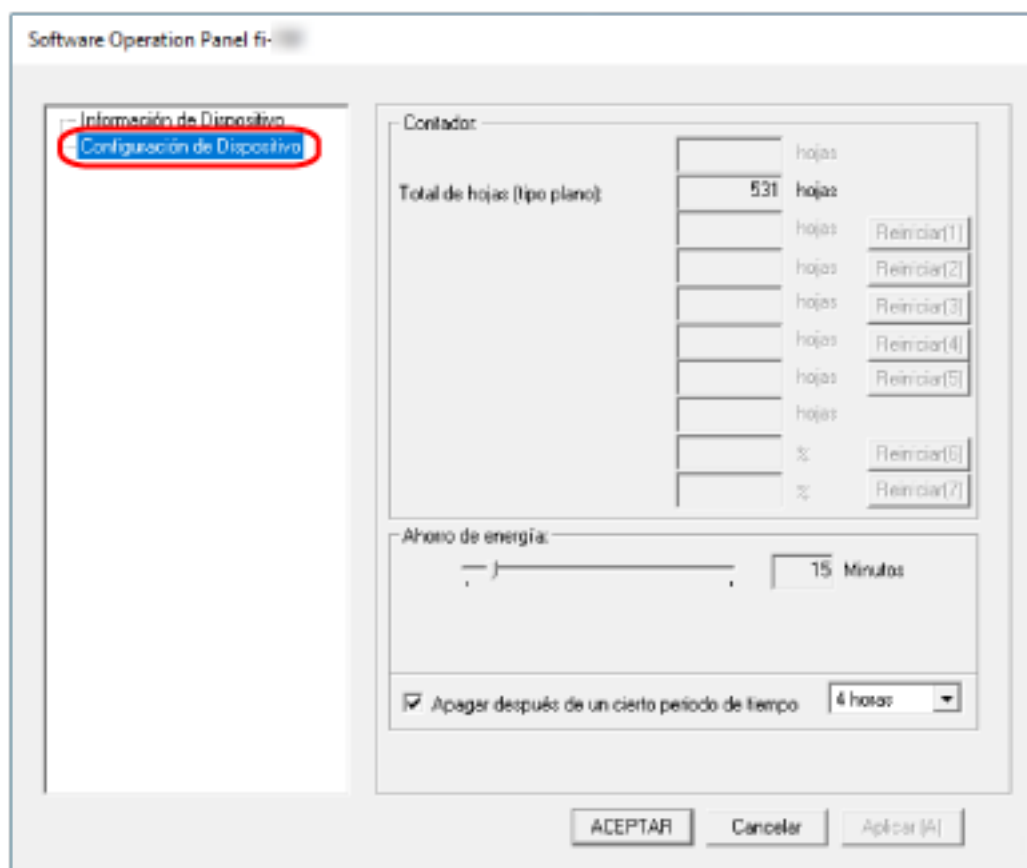 Software Operation Panel fi-
Información de Dispositivo
Configuración de Dispositivo
Contador:
hojas
Total de hojas (tipo plano): 531 hojas
hojas Reiniciar(1)
hojas Reiniciar(2)
hojas Reiniciar(3)
hojas Reiniciar(4)
hojas Reiniciar(5)
hojas
% Reiniciar(6)
% Reiniciar(7)
Ahorro de energía:
15 Minutos
Apagar después de un cierto periodo de tiempo 4 horas
ACEPTAR Cancelar Aplicar (A)